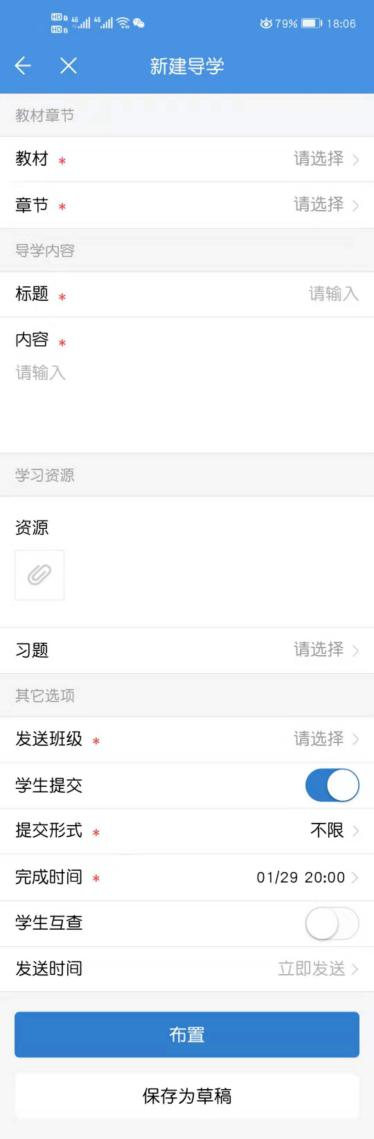 HD B 4G 4G 79% 18:06
新建导学
教材章节
教材 * 请选择
章节 * 请选择
导学内容
标题 * 请输入
内容 *
请输入
学习资源
资源
习题 请选择
其它选项
发送班级 * 请选择
学生提交
提交形式 * 不限
完成时间 * 01/29 20:00
学生互查
发送时间 立即发送
布置
保存为草稿